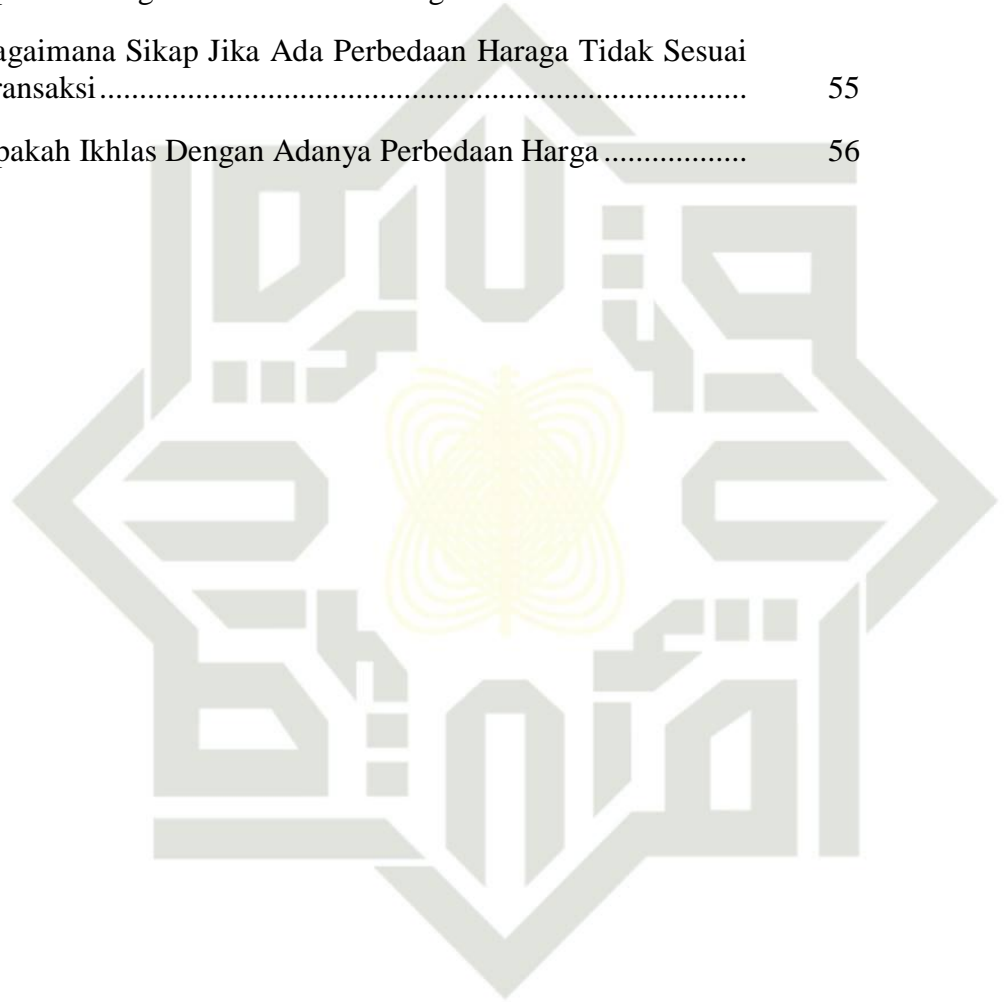 agaimana Sikap Jika Ada Perbedaan Haraga Tidak Sesuai
ransaksi....................................................................... 55
pakah Ikhlas Dengan Adanya Perbedaan Harga.................. 56